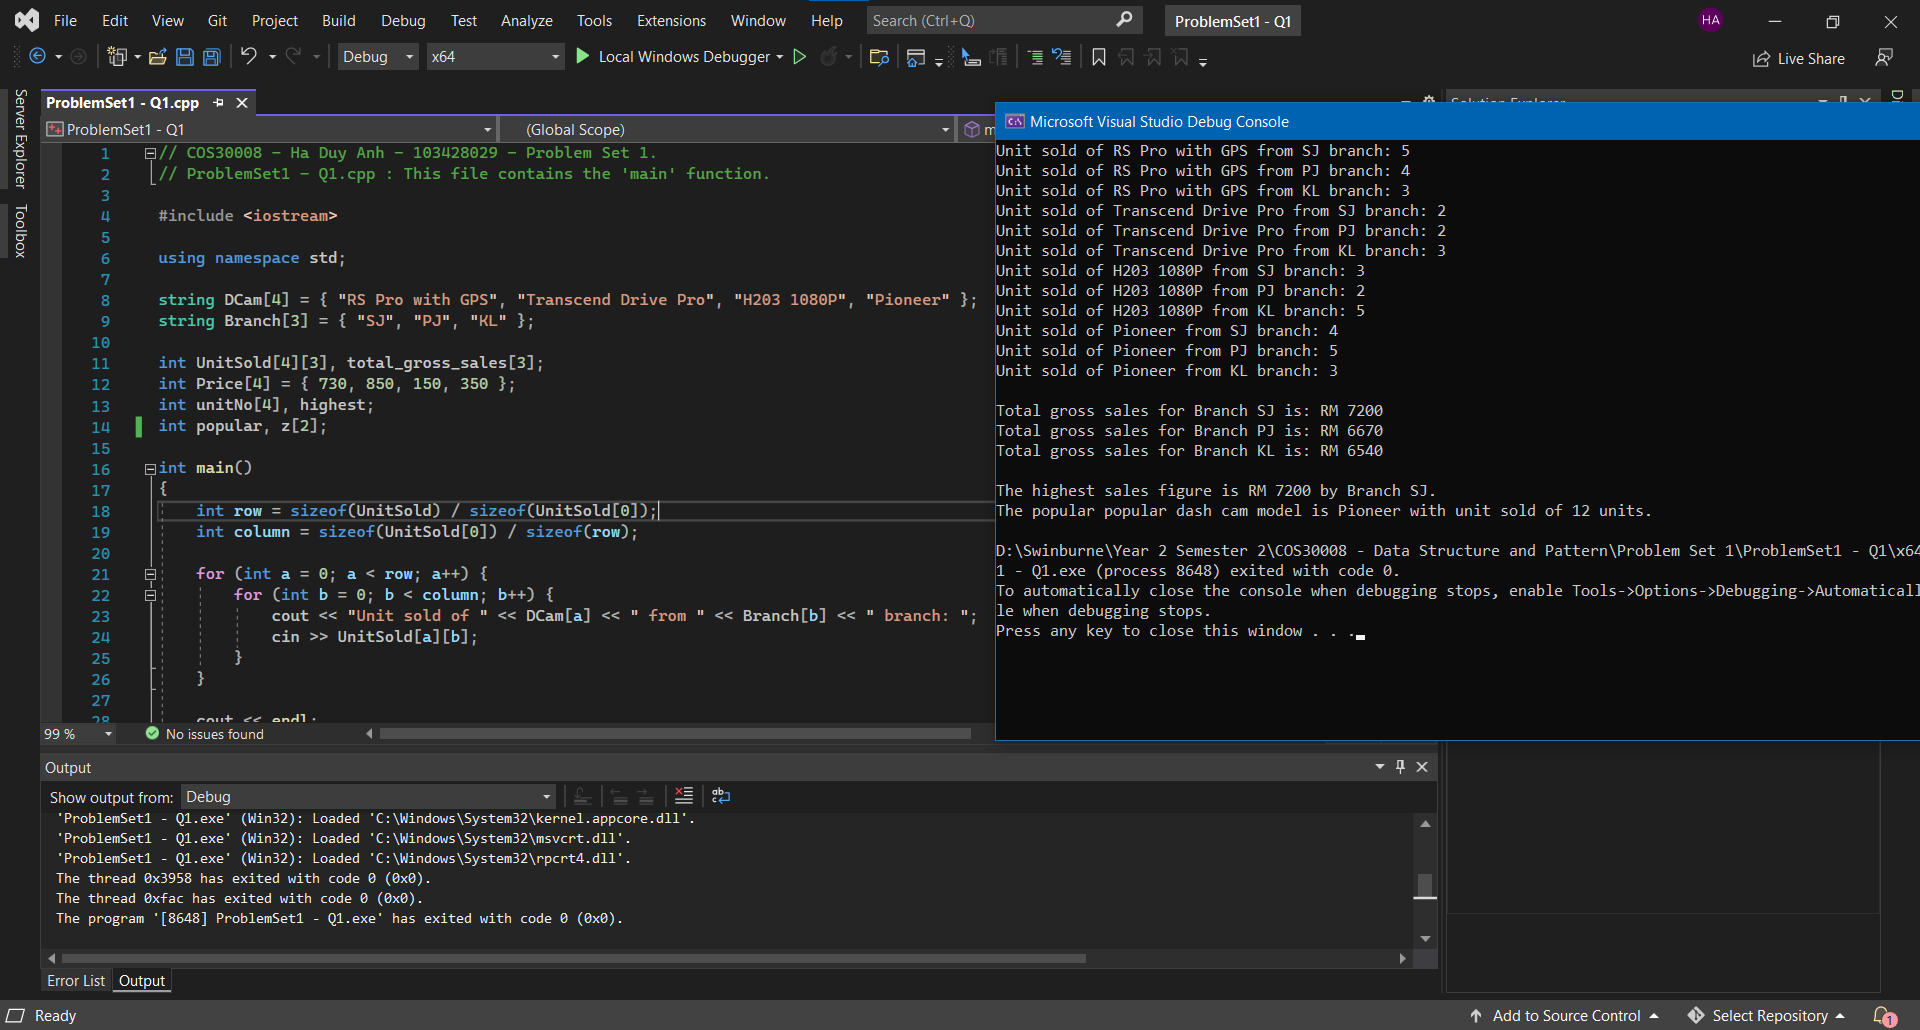 File Edit View Git Project Build Debug Test Analyze Tools Extensions Window Help Search (Ctrl+Q) ProblemSet1 - Q1 HA
Debug x64 Local Windows Debugger Live Share
Server Explorer
Toolbox
ProblemSet1 - Q1.cpp
ProblemSet1 - Q1 (Global Scope)
1 // COS30008 - Ha Duy Anh - 103428029 - Problem Set 1.
2 // ProblemSet1 - Q1.cpp : This file contains the 'main' function.
3
4 #include <iostream>
5
6 using namespace std;
7
8 string DCam[4] = { "RS Pro with GPS", "Transcend Drive Pro", "H203 1080P", "Pioneer" };
9 string Branch[3] = { "SJ", "PJ", "KL" };
10
11 int UnitSold[4][3], total_gross_sales[3];
12 int Price[4] = { 730, 850, 150, 350 };
13 int unitNo[4], highest;
14 int popular, z[2];
15
16 int main()
17 {
18 int row = sizeof(UnitSold) / sizeof(UnitSold[0]);
19 int column = sizeof(UnitSold[0]) / sizeof(row);
20
21 for (int a = 0; a < row; a++) {
22 for (int b = 0; b < column; b++) {
23 cout << "Unit sold of " << DCam[a] << " from " << Branch[b] << " branch: ";
24 cin >> UnitSold[a][b];
25 }
26 }
27
28 cout << endl;
99 % No issues found
Solution Explorer
Microsoft Visual Studio Debug Console
Unit sold of RS Pro with GPS from SJ branch: 5
Unit sold of RS Pro with GPS from PJ branch: 4
Unit sold of RS Pro with GPS from KL branch: 3
Unit sold of Transcend Drive Pro from SJ branch: 2
Unit sold of Transcend Drive Pro from PJ branch: 2
Unit sold of Transcend Drive Pro from KL branch: 3
Unit sold of H203 1080P from SJ branch: 3
Unit sold of H203 1080P from PJ branch: 2
Unit sold of H203 1080P from KL branch: 5
Unit sold of Pioneer from SJ branch: 4
Unit sold of Pioneer from PJ branch: 5
Unit sold of Pioneer from KL branch: 3
Total gross sales for Branch SJ is: RM 7200
Total gross sales for Branch PJ is: RM 6670
Total gross sales for Branch KL is: RM 6540
The highest sales figure is RM 7200 by Branch SJ.
The popular popular dash cam model is Pioneer with unit sold of 12 units.
D:\Swinburne\Year 2 Semester 2\COS30008 - Data Structure and Pattern\Problem Set 1\ProblemSet1 - Q1\x64
1 - Q1.exe (process 8648) exited with code 0.
To automatically close the console when debugging stops, enable Tools->Options->Debugging->Automaticall
le when debugging stops.
Press any key to close this window . . .
Output
Show output from: Debug
'ProblemSet1 - Q1.exe' (Win32): Loaded 'C:\Windows\System32\kernel.appcore.dll'.
'ProblemSet1 - Q1.exe' (Win32): Loaded 'C:\Windows\System32\msvcrt.dll'.
'ProblemSet1 - Q1.exe' (Win32): Loaded 'C:\Windows\System32\rpcrt4.dll'.
The thread 0x3958 has exited with code 0 (0x0).
The thread 0xfac has exited with code 0 (0x0).
The program '[8648] ProblemSet1 - Q1.exe' has exited with code 0 (0x0).
Error List Output
Ready Add to Source Control Select Repository 1